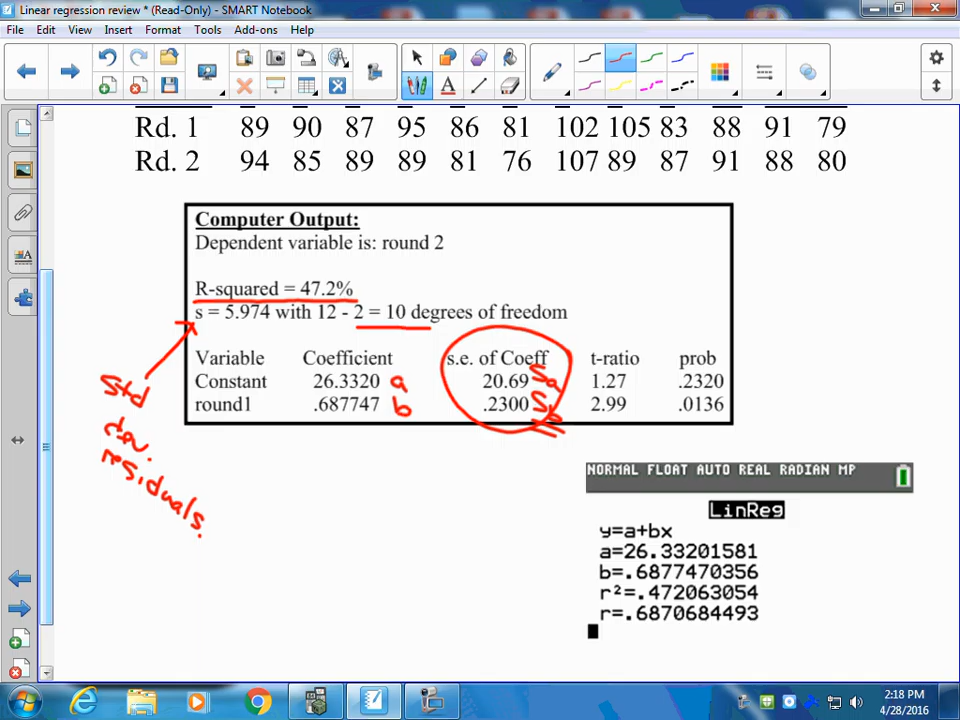 Linear regression review * (Read-Only) - SMART Notebook
File Edit View Insert Format Tools Add-ons Help
Rd. 1 89 90 87 95 86 81 102 105 83 88 91 79
Rd. 2 94 85 89 89 81 76 107 89 87 91 88 80
Computer Output:
Dependent variable is: round 2
R-squared = 47.2%
s = 5.974 with 12 - 2 = 10 degrees of freedom
Variable Coefficient s.e. of Coeff t-ratio prob
Constant 26.3320 a 20.69 Sa 1.27 .2320
round1 .687747 b .2300 Sb 2.99 .0136
Std
dev.
residuals.
NORMAL FLOAT AUTO REAL RADIAN MP
LinReg
y=a+bx
a=26.33201581
b=.6877470356
r²=.472063054
r=.6870684493
2:18 PM
4/28/2016